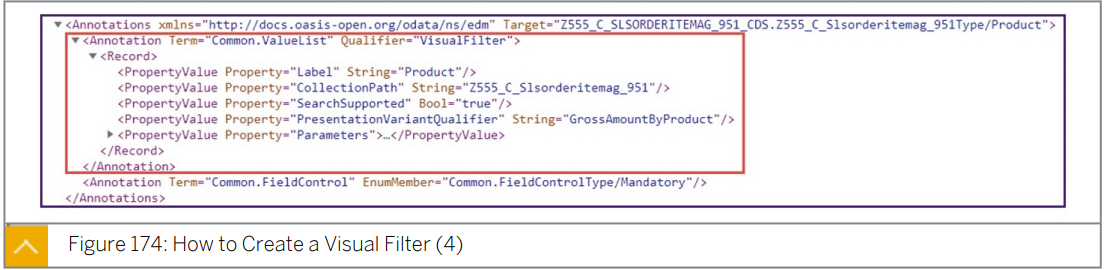 ▼<Annotations xmlns="http://docs.oasis-open.org/odata/ns/edm" Target="Z555_C_SLSORDERITEMAG_951_CDS.Z555_C_Slsorderitemag_951Type/Product">
▼<Annotation Term="Common.ValueList" Qualifier="VisualFilter">
▼<Record>
<PropertyValue Property="Label" String="Product"/>
<PropertyValue Property="CollectionPath" String="Z555_C_Slsorderitemag_951"/>
<PropertyValue Property="SearchSupported" Bool="true"/>
<PropertyValue Property="PresentationVariantQualifier" String="GrossAmountByProduct"/>
▶<PropertyValue Property="Parameters">…</PropertyValue>
</Record>
</Annotation>
<Annotation Term="Common.FieldControl" EnumMember="Common.FieldControlType/Mandatory"/>
</Annotations>
Figure 174: How to Create a Visual Filter (4)